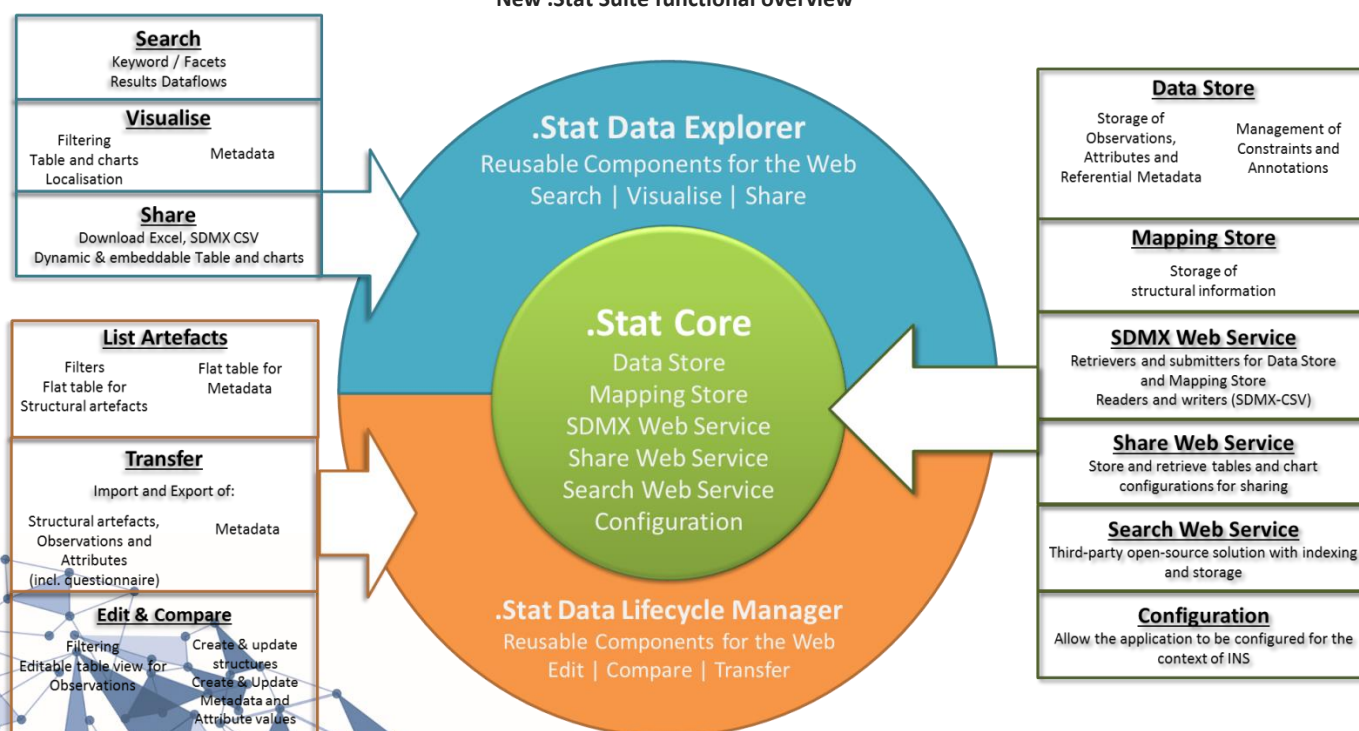 New .Stat Suite functional overview
Search
Keyword / Facets
Results Dataflows
Visualise
Filtering
Table and charts
Localisation
Metadata
Share
Download Excel, SDMX CSV
Dynamic & embeddable Table and charts
List Artefacts
Filters
Flat table for
Structural artefacts
Flat table for
Metadata
Transfer
Import and Export of:
Structural artefacts,
Observations and
Attributes
(incl. questionnaire)
Metadata
Edit & Compare
Filtering
Editable table view for
Observations
Create & update
structures
Create & Update
Metadata and
Attribute values
.Stat Data Explorer
Reusable Components for the Web
Search | Visualise | Share
.Stat Core
Data Store
Mapping Store
SDMX Web Service
Share Web Service
Search Web Service
Configuration
.Stat Data Lifecycle Manager
Reusable Components for the Web
Edit | Compare | Transfer
Data Store
Storage of
Observations,
Attributes and
Referential Metadata
Management of
Constraints and
Annotations
Mapping Store
Storage of
structural information
SDMX Web Service
Retrievers and submitters for Data Store
and Mapping Store
Readers and writers (SDMX-CSV)
Share Web Service
Store and retrieve tables and chart
configurations for sharing
Search Web Service
Third-party open-source solution with indexing
and storage
Configuration
Allow the application to be configured for the
context of INS